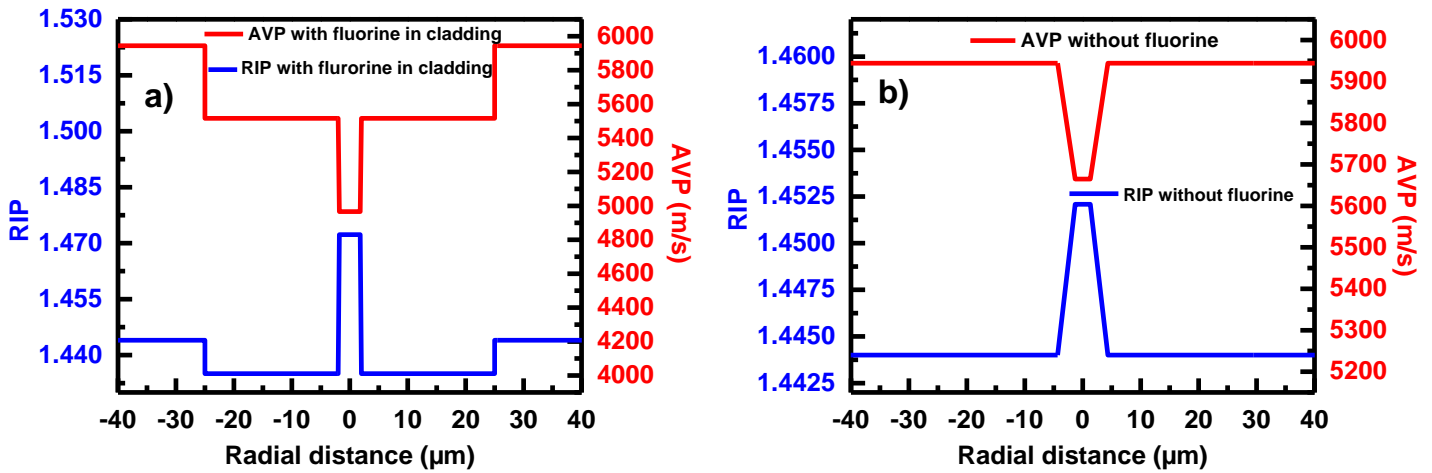 a)
AVP with fluorine in cladding
RIP with flurorine in cladding
1.530
1.515
1.500
1.485
1.470
1.455
1.440
RIP
6000
5800
5600
5400
5200
5000
4800
4600
4400
4200
4000
AVP (m/s)
-40 -30 -20 -10 0 10 20 30 40
Radial distance (µm)
b)
AVP without fluorine
RIP without fluorine
1.4600
1.4575
1.4550
1.4525
1.4500
1.4475
1.4450
1.4425
RIP
6000
5900
5800
5700
5600
5500
5400
5300
5200
AVP (m/s)
-40 -30 -20 -10 0 10 20 30 40
Radial distance (µm)